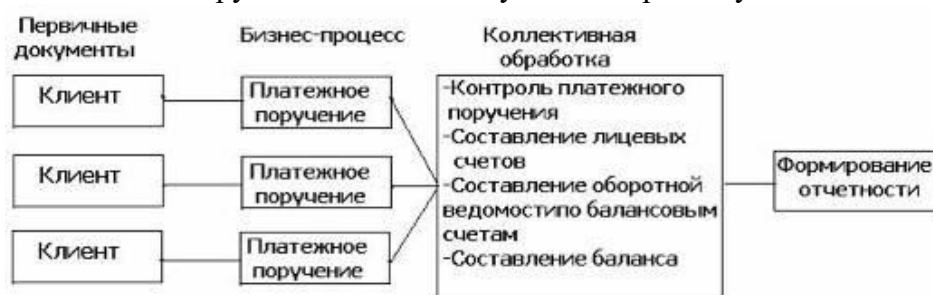 Первичные
документы
Бизнес-процесс
Коллективная
обработка
Клиент
Платежное
поручение
Клиент
Платежное
поручение
Клиент
Платежное
поручение
-Контроль платежного
поручения
-Составление лицевых
счетов
-Составление оборотной
ведомостипо балансовым
счетам
-Составление баланса
Формирование
отчетности